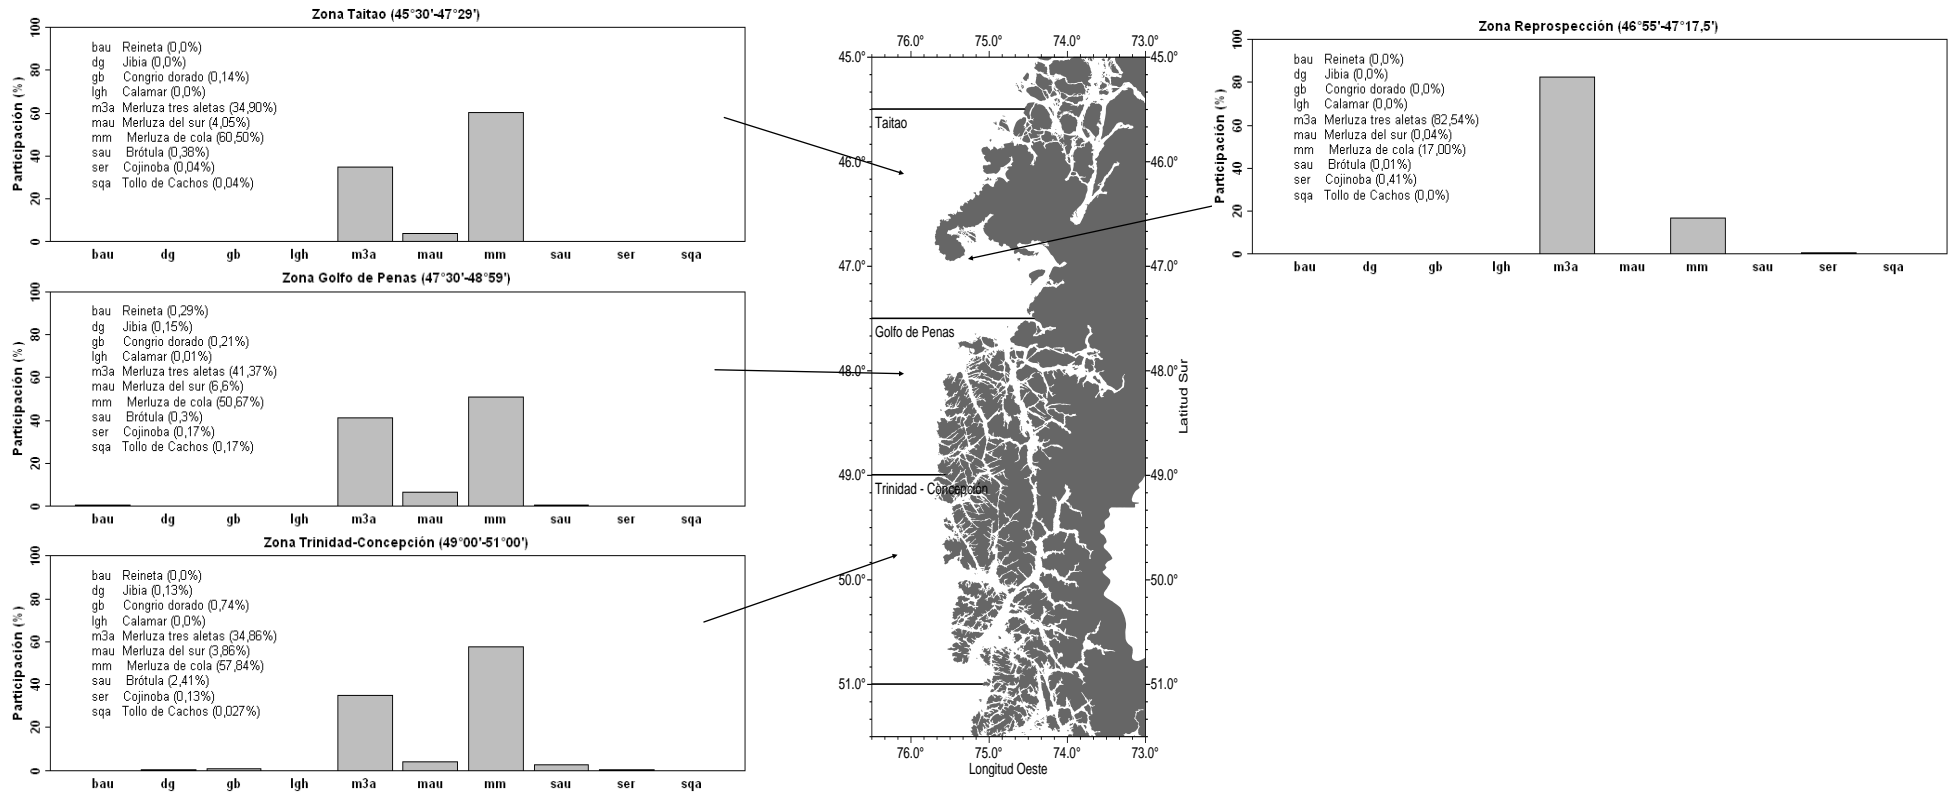 Zona Taitao (45°30'-47°29')
Participación (%)
100
80
60
40
20
0
bau Reineta (0,0%)
dg Jibia (0,0%)
gb Congrio dorado (0,14%)
lgh Calamar (0,0%)
m3a Merluza tres aletas (34,90%)
mau Merluza del sur (4,05%)
mm Merluza de cola (60,50%)
sau Brótula (0,38%)
ser Cojinoba (0,04%)
sqa Tollo de Cachos (0,04%)
bau dg gb lgh m3a mau mm sau ser sqa
Zona Golfo de Penas (47°30'-48°59')
Participación (%)
100
80
60
40
20
0
bau Reineta (0,29%)
dg Jibia (0,15%)
gb Congrio dorado (0,21%)
lgh Calamar (0,01%)
m3a Merluza tres aletas (41,37%)
mau Merluza del sur (6,6%)
mm Merluza de cola (50,67%)
sau Brótula (0,3%)
ser Cojinoba (0,17%)
sqa Tollo de Cachos (0,17%)
bau dg gb lgh m3a mau mm sau ser sqa
Zona Trinidad-Concepción (49°00'-51°00')
Participación (%)
100
80
60
40
20
0
bau Reineta (0,0%)
dg Jibia (0,13%)
gb Congrio dorado (0,74%)
lgh Calamar (0,0%)
m3a Merluza tres aletas (34,86%)
mau Merluza del sur (3,86%)
mm Merluza de cola (57,84%)
sau Brótula (2,41%)
ser Cojinoba (0,13%)
sqa Tollo de Cachos (0,027%)
bau dg gb lgh m3a mau mm sau ser sqa
76.0° 75.0° 74.0° 73.0°
45.0° 45.0°
Taitao
46.0° 46.0°
47.0° 47.0°
Golfo de Penas
48.0° 48.0°
Latitud Sur
49.0° 49.0°
Trinidad - Concepción
50.0° 50.0°
51.0° 51.0°
76.0° 75.0° 74.0° 73.0°
Longitud Oeste
Zona Reprospección (46°55'-47°17,5')
Participación (%)
100
80
60
40
20
0
bau Reineta (0,0%)
dg Jibia (0,0%)
gb Congrio dorado (0,0%)
lgh Calamar (0,0%)
m3a Merluza tres aletas (82,54%)
mau Merluza del sur (0,04%)
mm Merluza de cola (17,00%)
sau Brótula (0,01%)
ser Cojinoba (0,41%)
sqa Tollo de Cachos (0,0%)
bau dg gb lgh m3a mau mm sau ser sqa